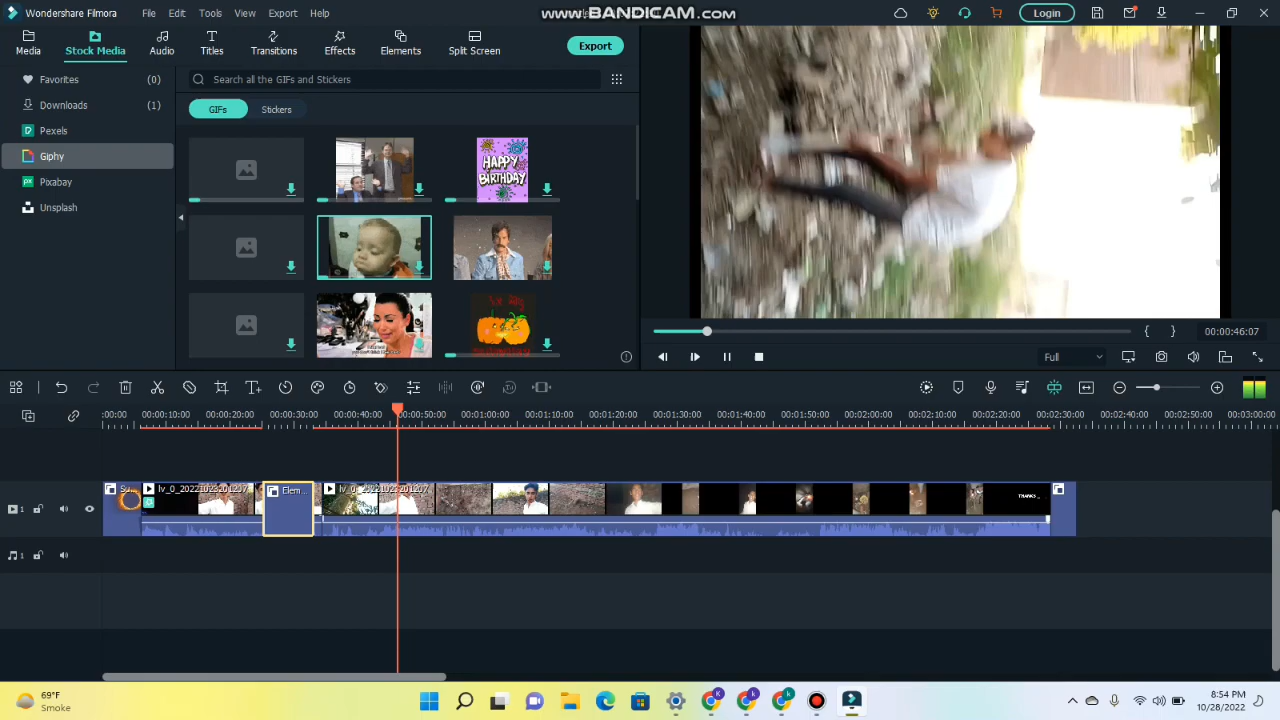 Wondershare Filmora
File
Edit
Tools
View
Export
Help
www.BANDICAM.com
Login
Media
Stock Media
Audio
Titles
Transitions
Effects
Elements
Split Screen
Export
Favorites
(0)
Downloads
(1)
Pexels
Giphy
Pixabay
Unsplash
Search all the GIFs and Stickers
GIFs
Stickers
HAPPY
BIRTHDAY
00:00:46:07
Full
:00:00 00:00:10:00 00:00:20:00 00:00:30:00 00:00:40:00 00:00:50:00 00:01:00:00 00:01:10:00 00:01:20:00 00:01:30:00 00:01:40:00 00:01:50:00 00:02:00:00 00:02:10:00 00:02:20:00 00:02:30:00 00:02:40:00 00:02:50:00 00:03:00:00
Elem...
THANKS
1
1
69°F
Smoke
8:54 PM
10/28/2022